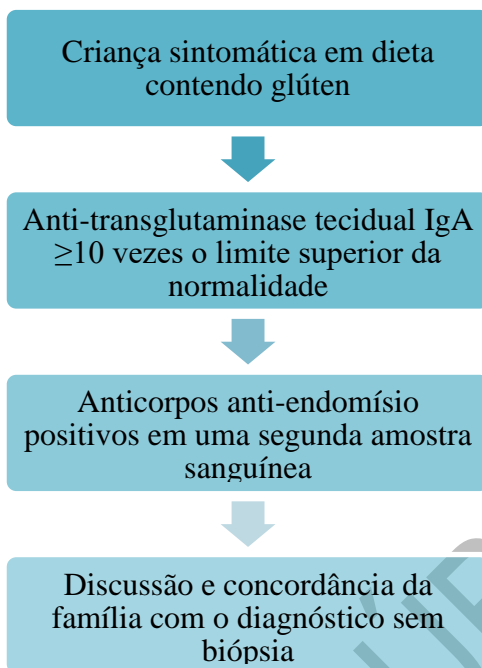 Criança sintomática em dieta
contendo glúten
Anti-transglutaminase tecidual IgA
≥10 vezes o limite superior da
normalidade
Anticorpos anti-endomísio
positivos em uma segunda amostra
sanguínea
Discussão e concordância da
família com o diagnóstico sem
biópsia